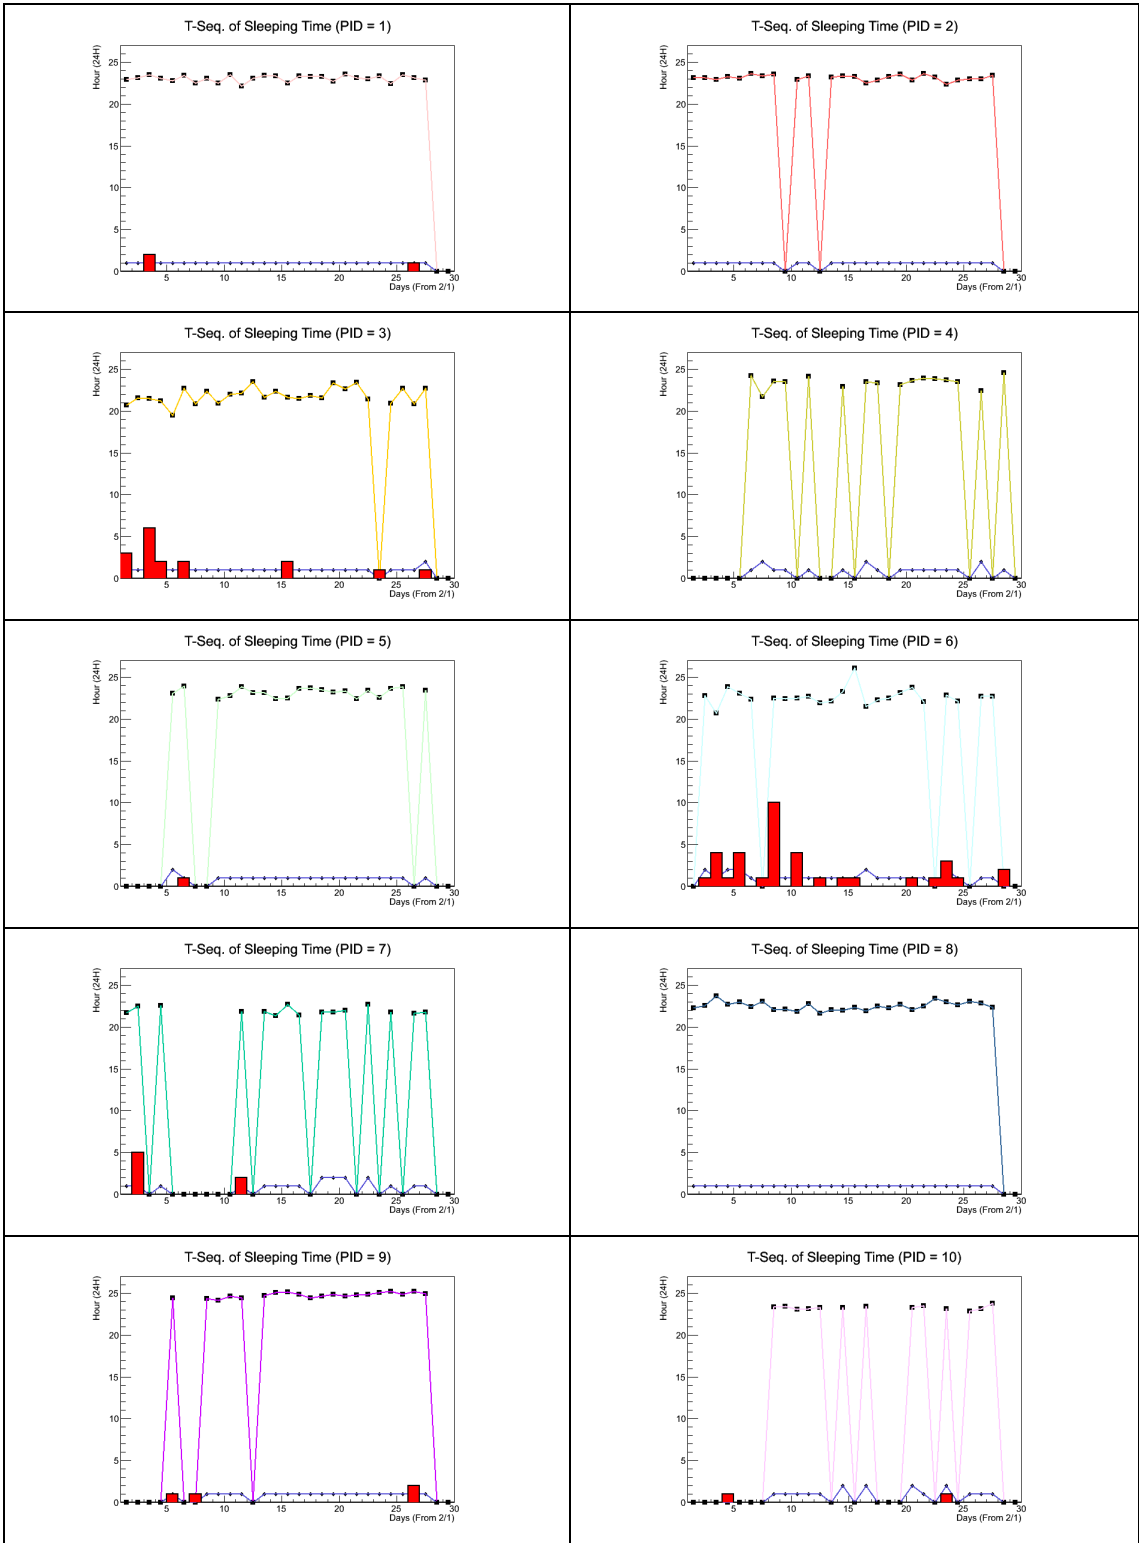 T-Seq. of Sleeping Time (PID = 1)
Hour (24H)
25
20
15
10
5
0
5 10 15 20 25 30
Days (From 2/1)
T-Seq. of Sleeping Time (PID = 2)
Hour (24H)
25
20
15
10
5
0
5 10 15 20 25 30
Days (From 2/1)
T-Seq. of Sleeping Time (PID = 3)
Hour (24H)
25
20
15
10
5
0
5 10 15 20 25 30
Days (From 2/1)
T-Seq. of Sleeping Time (PID = 4)
Hour (24H)
25
20
15
10
5
0
5 10 15 20 25 30
Days (From 2/1)
T-Seq. of Sleeping Time (PID = 5)
Hour (24H)
25
20
15
10
5
0
5 10 15 20 25 30
Days (From 2/1)
T-Seq. of Sleeping Time (PID = 6)
Hour (24H)
25
20
15
10
5
0
5 10 15 20 25 30
Days (From 2/1)
T-Seq. of Sleeping Time (PID = 7)
Hour (24H)
25
20
15
10
5
0
5 10 15 20 25 30
Days (From 2/1)
T-Seq. of Sleeping Time (PID = 8)
Hour (24H)
25
20
15
10
5
0
5 10 15 20 25 30
Days (From 2/1)
T-Seq. of Sleeping Time (PID = 9)
Hour (24H)
25
20
15
10
5
0
5 10 15 20 25 30
Days (From 2/1)
T-Seq. of Sleeping Time (PID = 10)
Hour (24H)
25
20
15
10
5
0
5 10 15 20 25 30
Days (From 2/1)